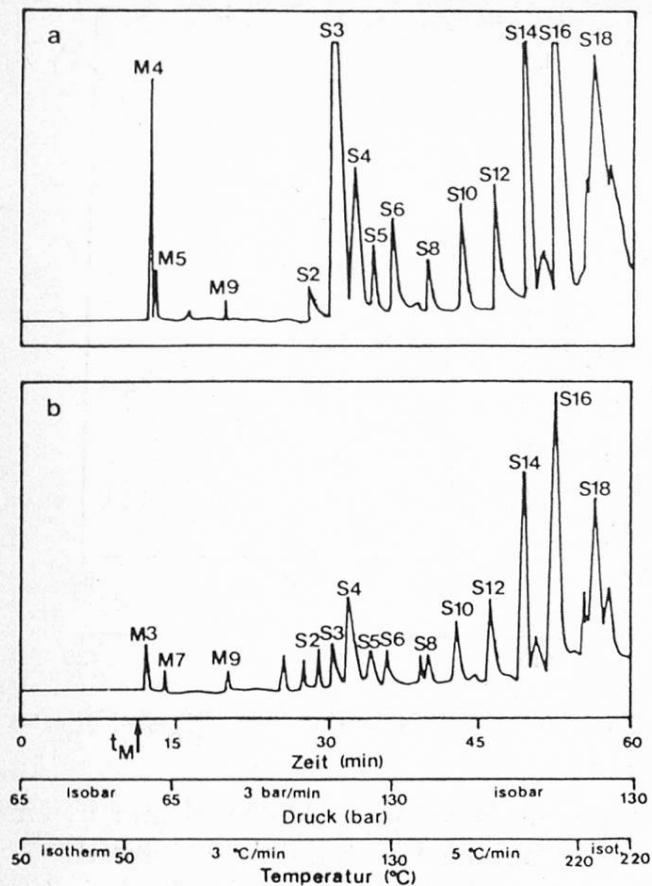 a
M4
M5
M9
S2
S3
S4
S5
S6
S8
S10
S12
S14
S16
S18
b
M3
M7
M9
S2
S3
S4
S5
S6
S8
S10
S12
S14
S16
S18
0 15 30 45 60
tM
Zeit (min)
65 isobar 65 3 bar/min 130 isobar 130
Druck (bar)
50 isotherm 50 3 °C/min 130 5 °C/min 220 isot. 220
Temperatur (°C)